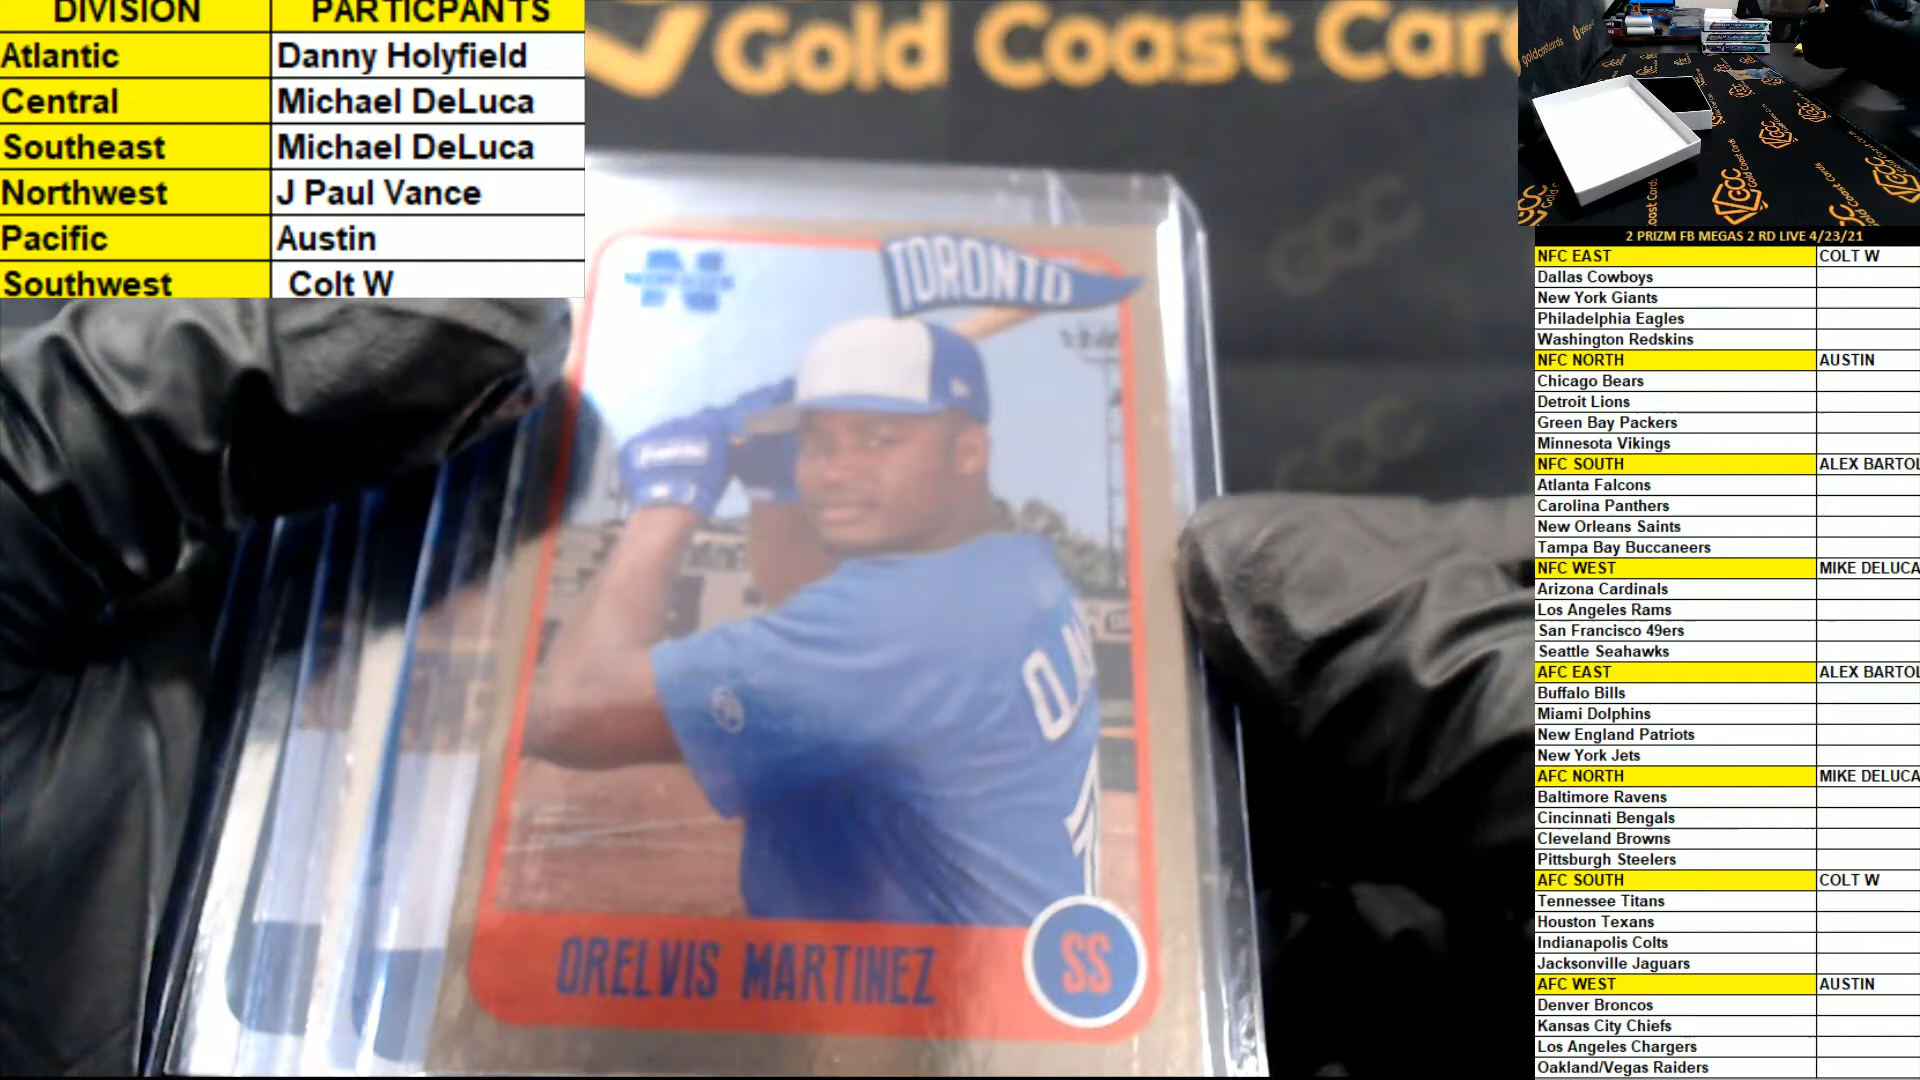 DIVISION PARTICPANTS
Atlantic Danny Holyfield
Central Michael DeLuca
Southeast Michael DeLuca
Northwest J Paul Vance
Pacific Austin
Southwest Colt W
Gold Coast Car
TORONTO
ORELVIS MARTINEZ
SS
goldcoastcards
GCC
2 PRIZM FB MEGAS 2 RD LIVE 4/23/21
NFC EAST COLT W
Dallas Cowboys
New York Giants
Philadelphia Eagles
Washington Redskins
NFC NORTH AUSTIN
Chicago Bears
Detroit Lions
Green Bay Packers
Minnesota Vikings
NFC SOUTH ALEX BARTOL
Atlanta Falcons
Carolina Panthers
New Orleans Saints
Tampa Bay Buccaneers
NFC WEST MIKE DELUCA
Arizona Cardinals
Los Angeles Rams
San Francisco 49ers
Seattle Seahawks
AFC EAST ALEX BARTOL
Buffalo Bills
Miami Dolphins
New England Patriots
New York Jets
AFC NORTH MIKE DELUCA
Baltimore Ravens
Cincinnati Bengals
Cleveland Browns
Pittsburgh Steelers
AFC SOUTH COLT W
Tennessee Titans
Houston Texans
Indianapolis Colts
Jacksonville Jaguars
AFC WEST AUSTIN
Denver Broncos
Kansas City Chiefs
Los Angeles Chargers
Oakland/Vegas Raiders